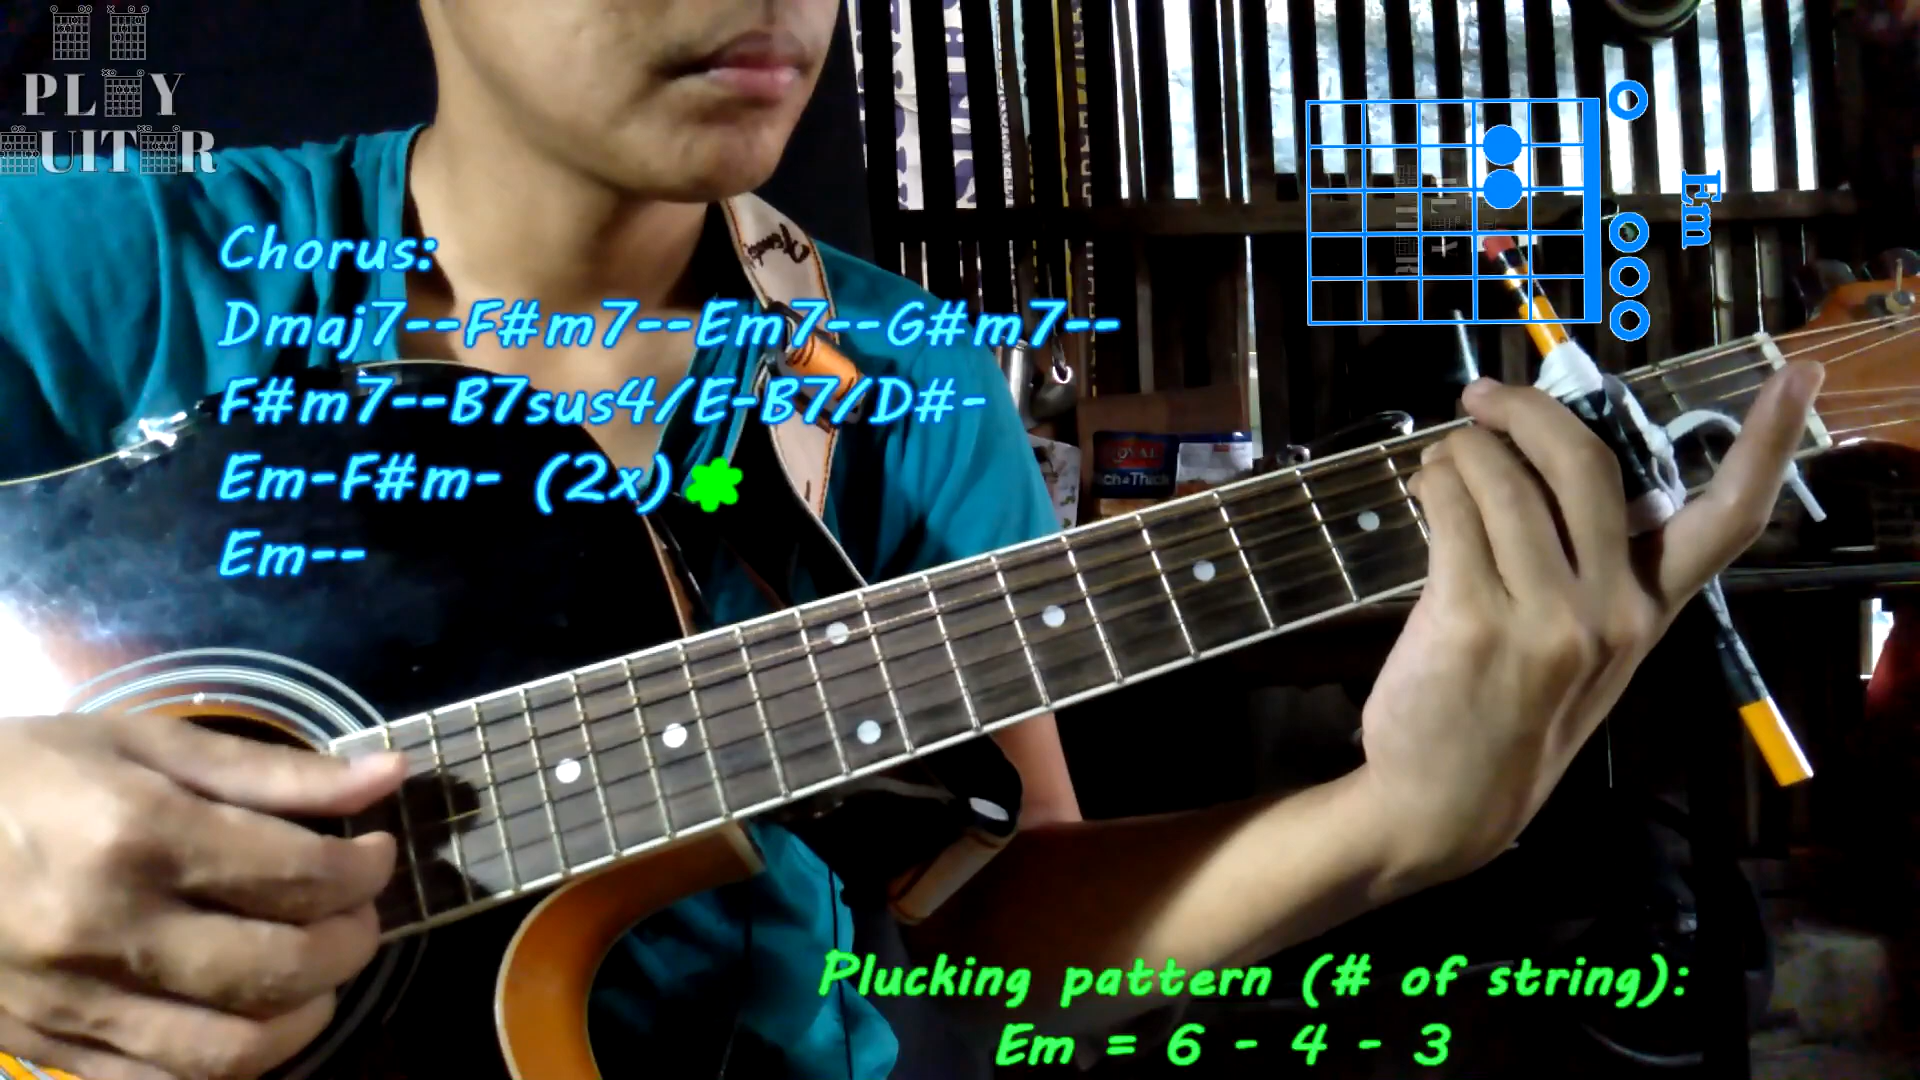 PLAY
GUITAR
Chorus:
Dmaj7--F#m7--Em7--G#m7--
F#m7--B7sus4/E-B7/D#-
Em-F#m- (2x)
Em--
Em
ROYAL
Plucking pattern (# of string):
Em = 6 - 4 - 3